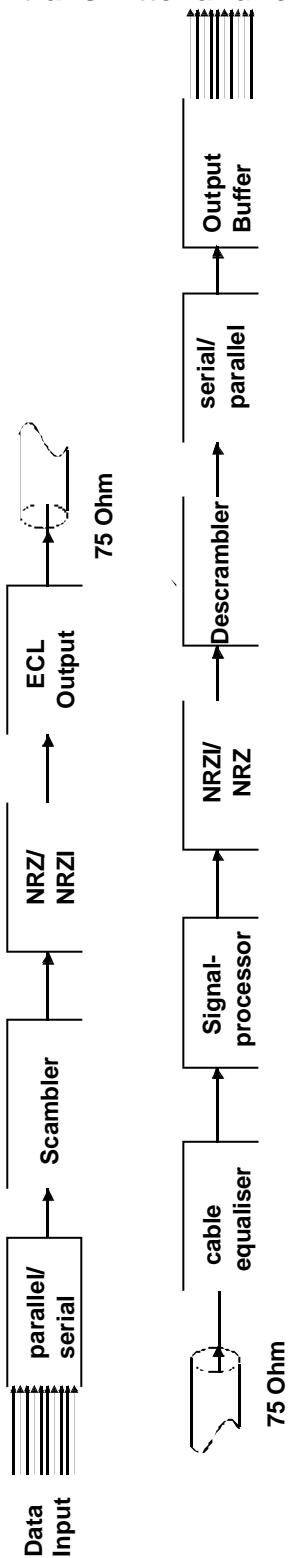 Data
Input
parallel/
serial
Scambler
NRZ/
NRZI
ECL
Output
75 Ohm
75 Ohm
cable
equaliser
Signal-
processor
NRZI/
NRZ
Descrambler
serial/
parallel
Output
Buffer